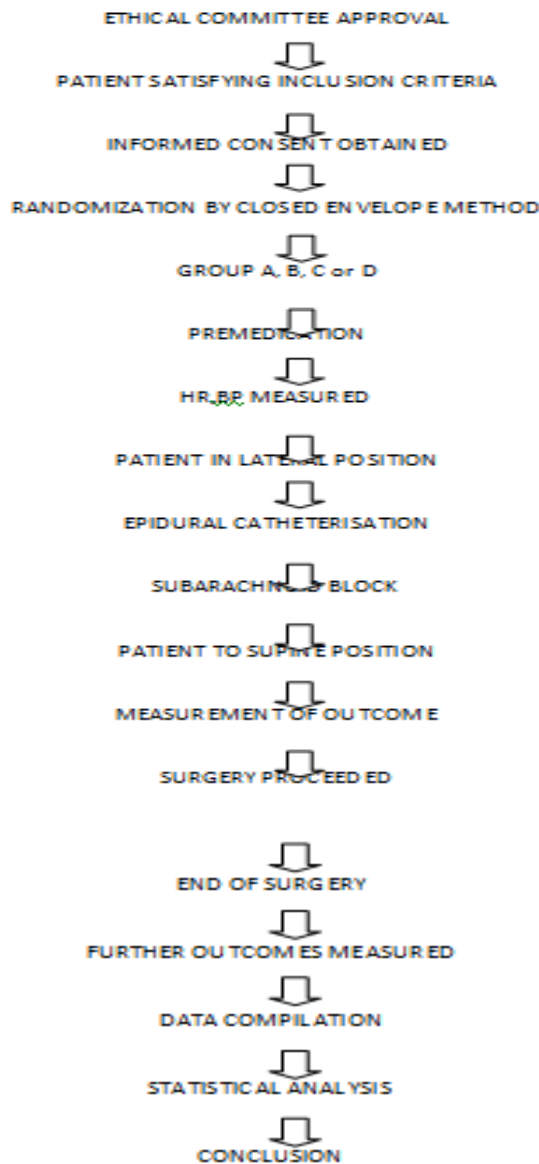 ETHICAL COMMITTEE APPROVAL
PATIENT SATISFYING INCLUSION CRITERIA
INFORMED CONSENT OBTAINED
RANDOMIZATION BY CLOSED ENVELOPE METHOD
GROUP A, B, C or D
PREMEDICATION
HR,BP MEASURED
PATIENT IN LATERAL POSITION
EPIDURAL CATHETERISATION
SUBARACHNOID BLOCK
PATIENT TO SUPINE POSITION
MEASUREMENT OF OUTCOME
SURGERY PROCEEDED
END OF SURGERY
FURTHER OUTCOMES MEASURED
DATA COMPILATION
STATISTICAL ANALYSIS
CONCLUSION